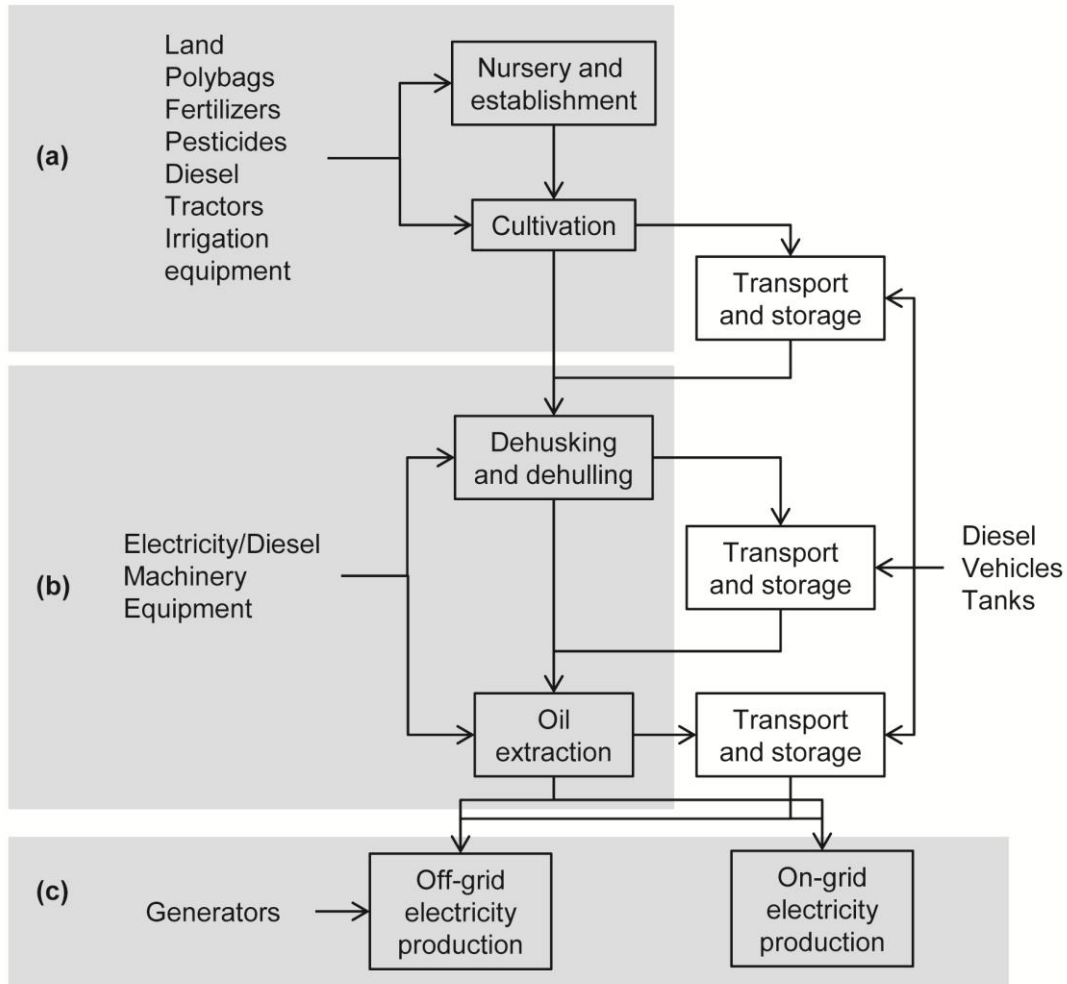 (a)
Land
Polybags
Fertilizers
Pesticides
Diesel
Tractors
Irrigation
equipment
Nursery and
establishment
Cultivation
Transport
and storage
(b)
Electricity/Diesel
Machinery
Equipment
Dehusking
and dehulling
Transport
and storage
Diesel
Vehicles
Tanks
Oil
extraction
Transport
and storage
(c)
Generators
Off-grid
electricity
production
On-grid
electricity
production